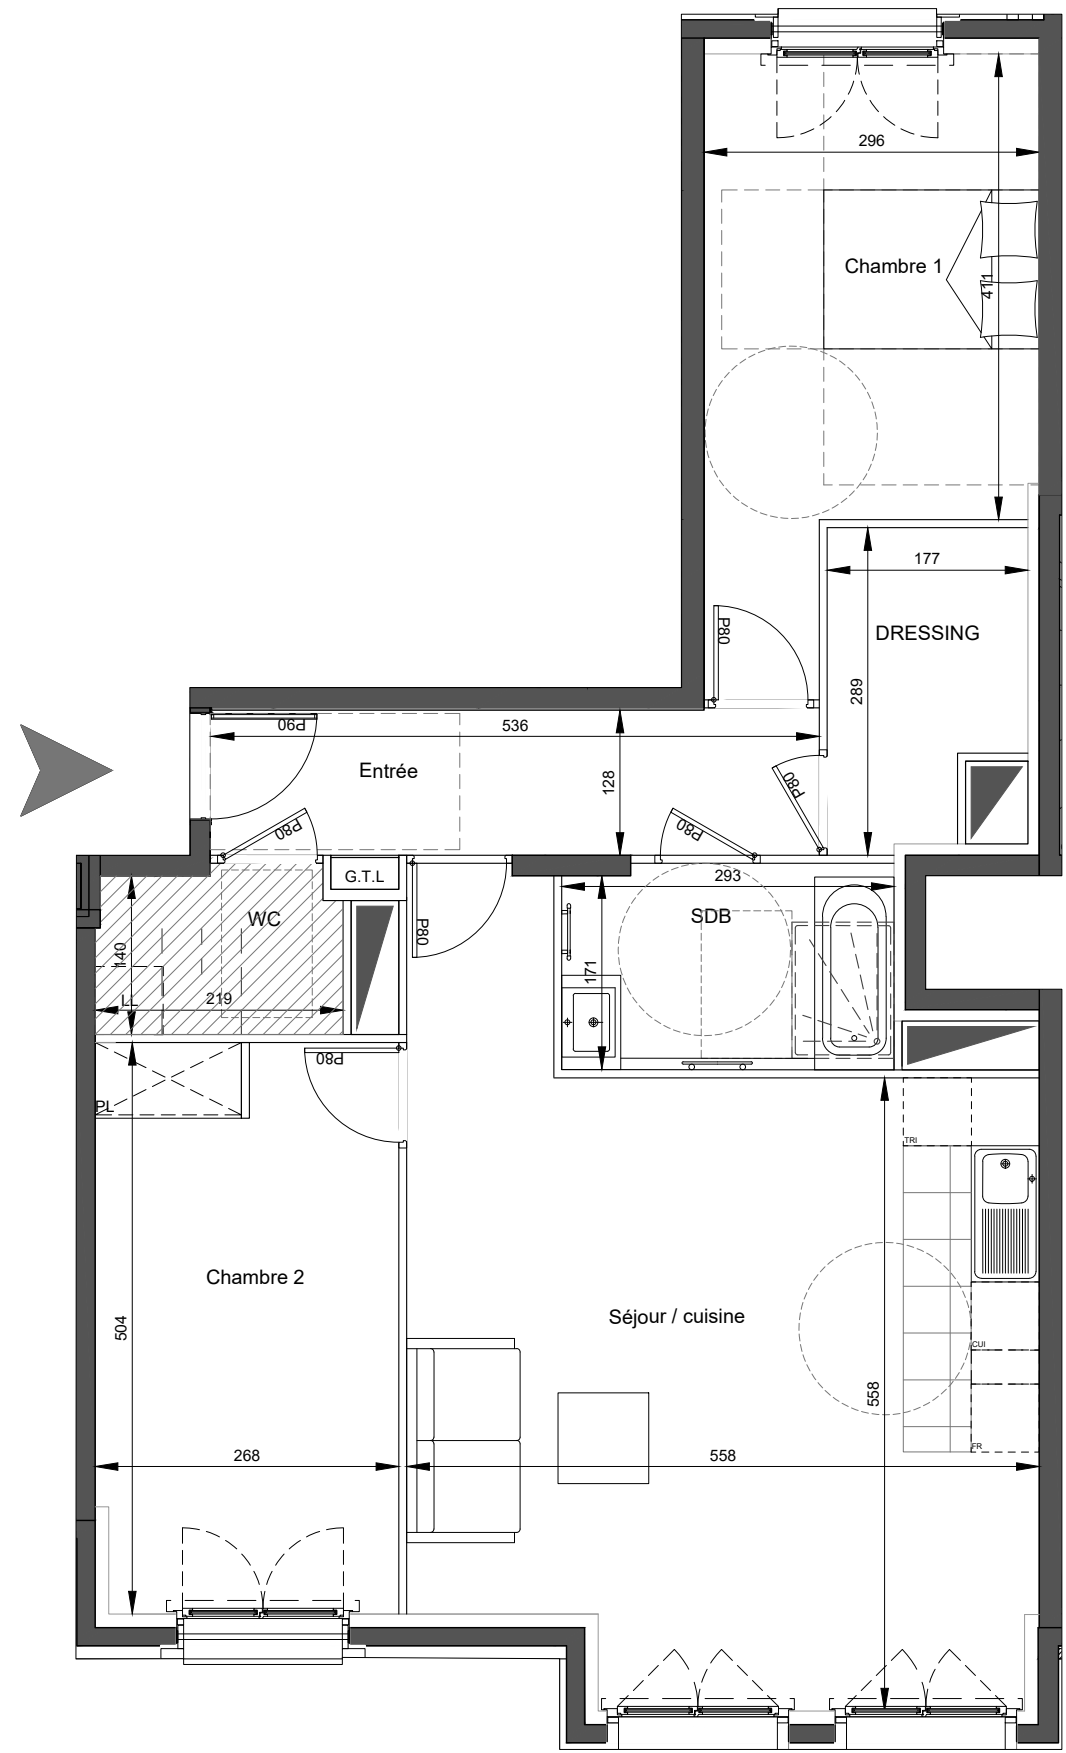 296
Chambre 1
411
177
DRESSING
P80
289
P90
536
Entrée
128
P80
P80
P80
G.T.L
293
WC
SDB
P80
140
171
LL
219
P80
PL
TRI
Chambre 2
Séjour / cuisine
504
CUI
558
FR
268
558